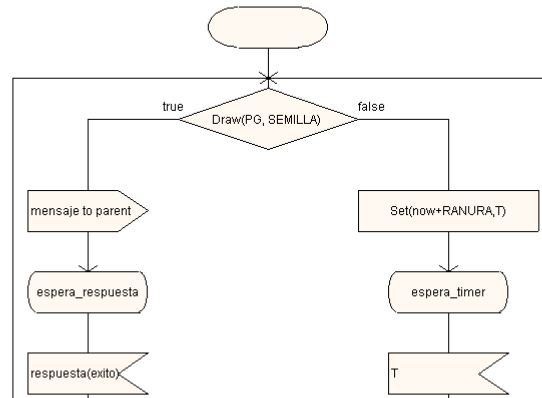 Draw(PG, SEMILLA)
true
false
mensaje to parent
Set(now+RANURA,T)
espera_respuesta
espera_timer
respuesta(exito)
T